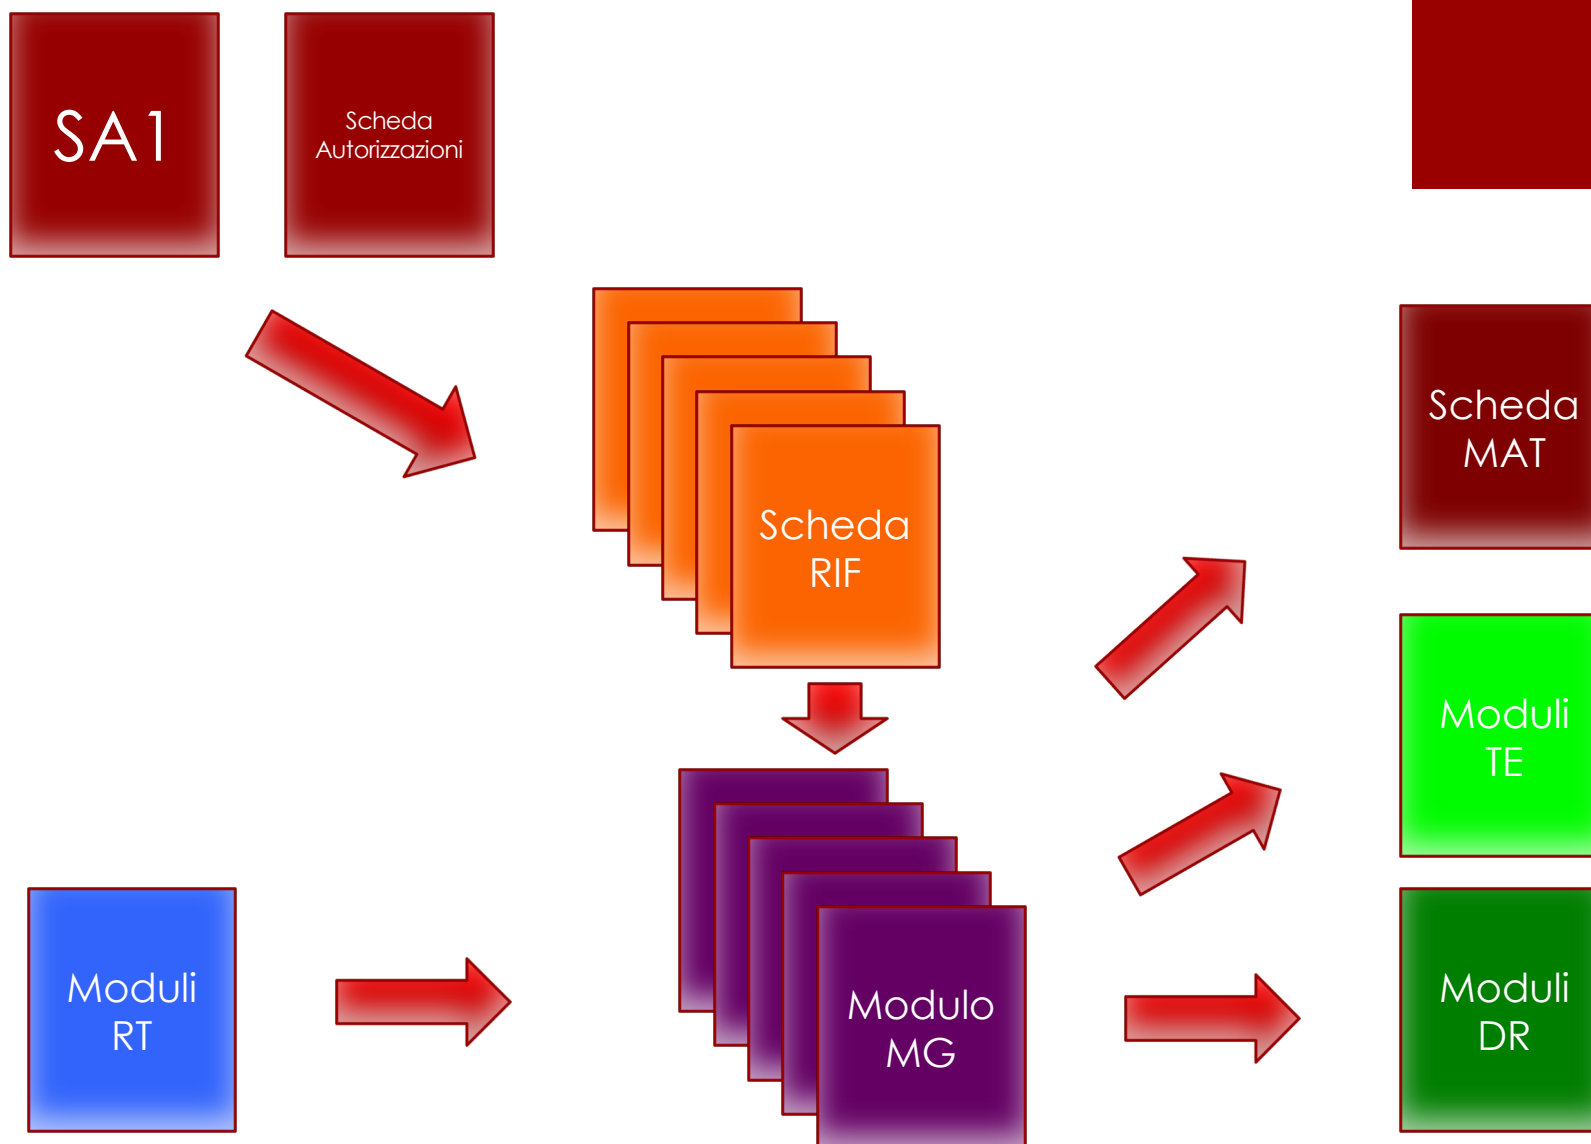 SA1
Scheda
Autorizzazioni
Scheda
RIF
Scheda
MAT
Moduli
TE
Moduli
RT
Modulo
MG
Moduli
DR